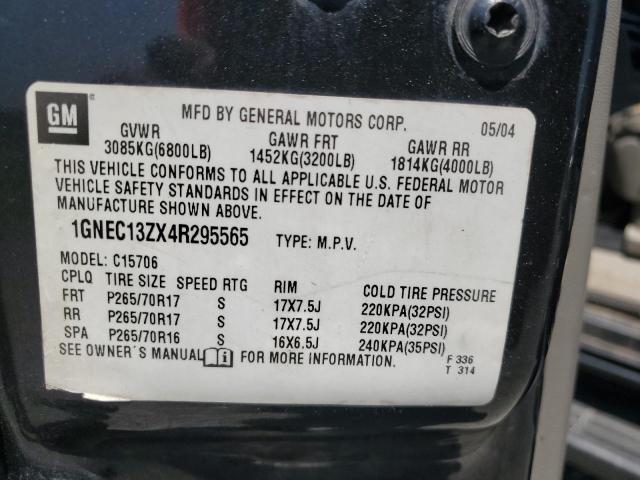 GM
MFD BY GENERAL MOTORS CORP. 05/04
GVWR GAWR FRT GAWR RR
3085KG(6800LB) 1452KG(3200LB) 1814KG(4000LB)
THIS VEHICLE CONFORMS TO ALL APPLICABLE U.S. FEDERAL MOTOR
VEHICLE SAFETY STANDARDS IN EFFECT ON THE DATE OF
MANUFACTURE SHOWN ABOVE.
1GNEC13ZX4R295565 TYPE: M.P.V.
MODEL: C15706
CPLQ TIRE SIZE SPEED RTG RIM COLD TIRE PRESSURE
FRT P265/70R17 S 17X7.5J 220KPA(32PSI)
RR P265/70R17 S 17X7.5J 220KPA(32PSI)
SPA P265/70R16 S 16X6.5J 240KPA(35PSI)
SEE OWNER'S MANUAL FOR MORE INFORMATION.
F 336
T 314